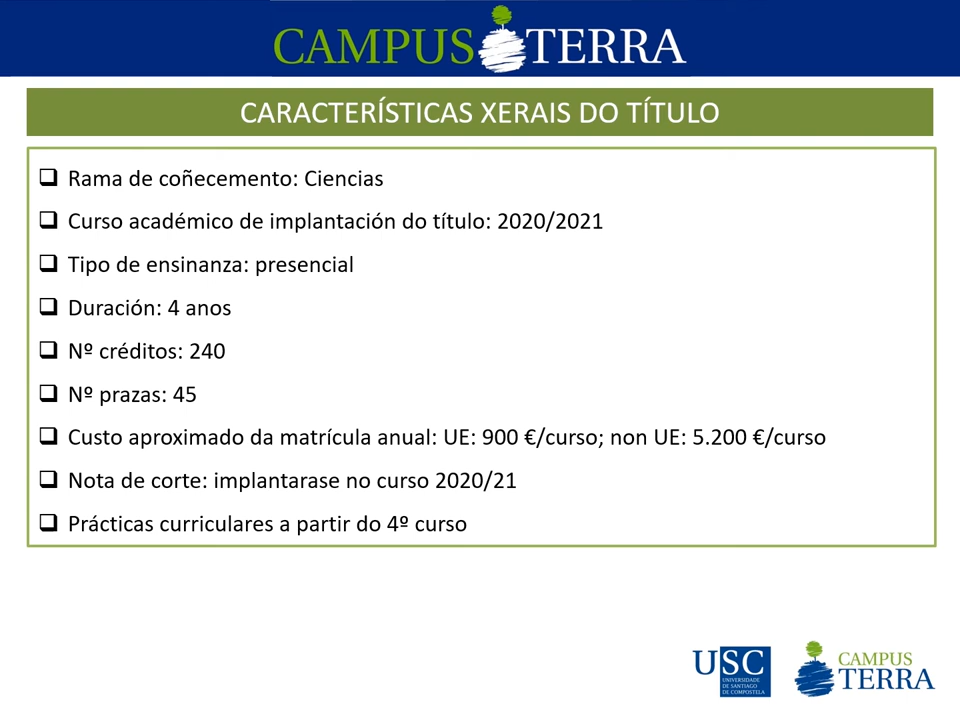 CAMPUS TERRA
CARACTERÍSTICAS XERAIS DO TÍTULO
Rama de coñecemento: Ciencias
Curso académico de implantación do título: 2020/2021
Tipo de ensinanza: presencial
Duración: 4 anos
Nº créditos: 240
Nº prazas: 45
Custo aproximado da matrícula anual: UE: 900 €/curso; non UE: 5.200 €/curso
Nota de corte: implantarase no curso 2020/21
Prácticas curriculares a partir do 4º curso
USC
UNIVERSIDADE
DE SANTIAGO
DE COMPOSTELA
CAMPUS
TERRA